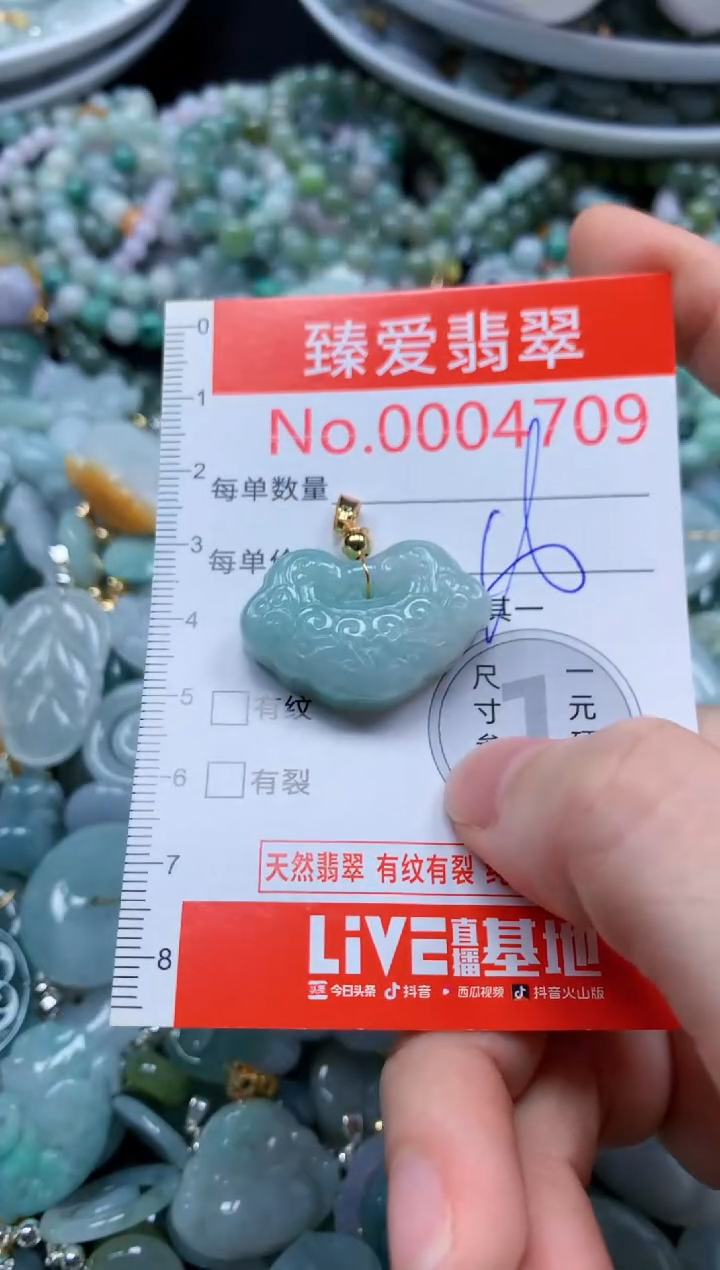 臻爱翡翠
No.0004709
每单数量
每单
其一
尺寸
一元
有纹
有裂
天然翡翠 有纹有裂
LiVE直播基地
头条 今日头条 抖音 西瓜视频 抖音火山版
0
1
2
3
4
5
6
7
8
1